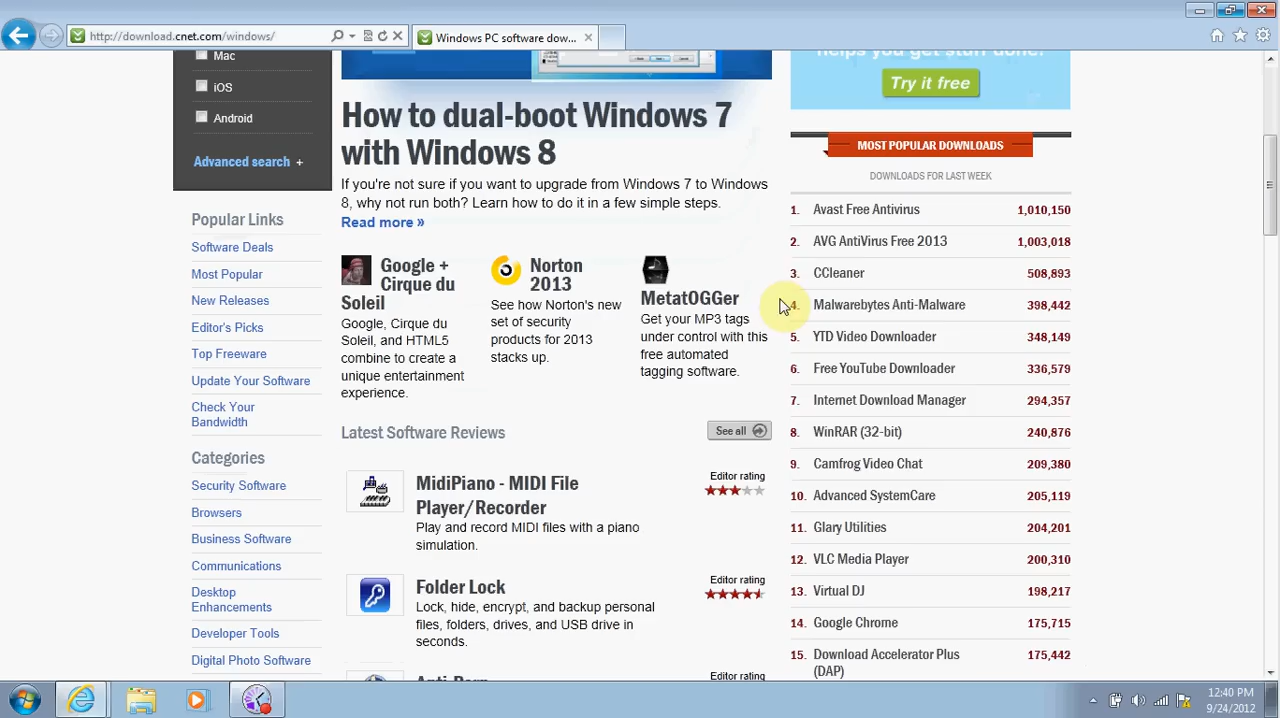 http://download.cnet.com/windows/
Windows PC software dow...
Mac
iOS
Android
Advanced search +
Popular Links
Software Deals
Most Popular
New Releases
Editor's Picks
Top Freeware
Update Your Software
Check Your
Bandwidth
Categories
Security Software
Browsers
Business Software
Communications
Desktop
Enhancements
Developer Tools
Digital Photo Software
How to dual-boot Windows 7
with Windows 8
If you're not sure if you want to upgrade from Windows 7 to Windows
8, why not run both? Learn how to do it in a few simple steps.
Read more »
Google +
Cirque du
Soleil
Google, Cirque du
Soleil, and HTML5
combine to create a
unique entertainment
experience.
Norton
2013
See how Norton's new
set of security
products for 2013
stacks up.
MetatOGGer
Get your MP3 tags
under control with this
free automated
tagging software.
Latest Software Reviews
See all
MidiPiano - MIDI File
Player/Recorder
Play and record MIDI files with a piano
simulation.
Editor rating
Folder Lock
Lock, hide, encrypt, and backup personal
files, folders, drives, and USB drive in
seconds.
Editor rating
Editor rating
helps you get stuff done!
Try it free
MOST POPULAR DOWNLOADS
DOWNLOADS FOR LAST WEEK
1. Avast Free Antivirus 1,010,150
2. AVG AntiVirus Free 2013 1,003,018
3. CCleaner 508,893
4. Malwarebytes Anti-Malware 398,442
5. YTD Video Downloader 348,149
6. Free YouTube Downloader 336,579
7. Internet Download Manager 294,357
8. WinRAR (32-bit) 240,876
9. Camfrog Video Chat 209,380
10. Advanced SystemCare 205,119
11. Glary Utilities 204,201
12. VLC Media Player 200,310
13. Virtual DJ 198,217
14. Google Chrome 175,715
15. Download Accelerator Plus 175,442
(DAP)
12:40 PM
9/24/2012